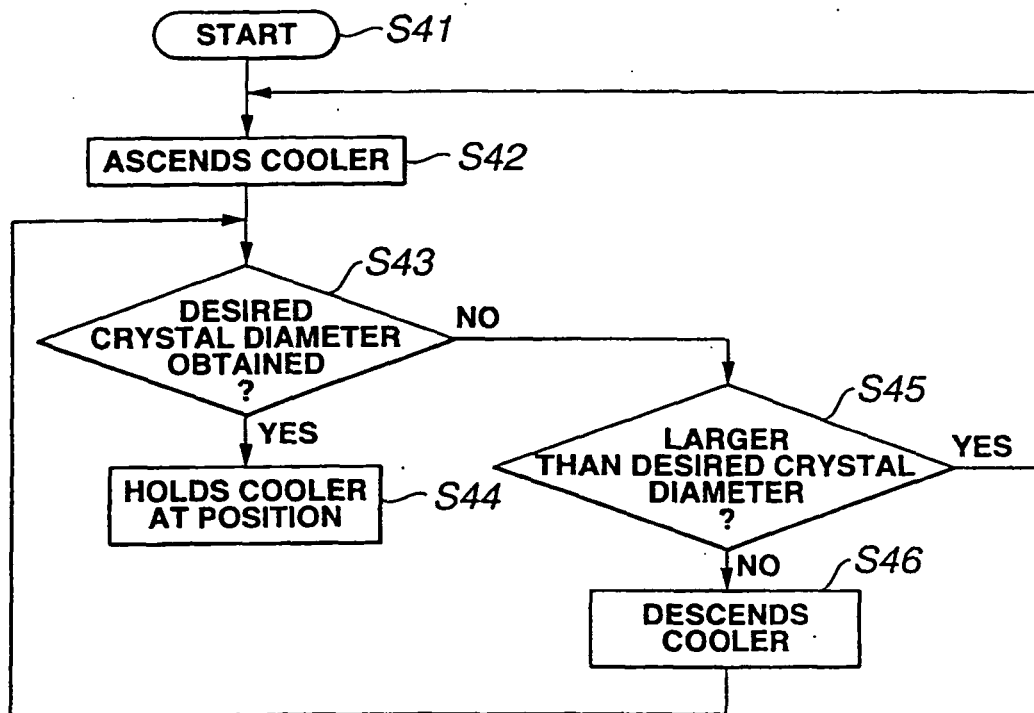 START
S41
ASCENDS COOLER
S42
S43
DESIRED
CRYSTAL DIAMETER
OBTAINED
?
NO
YES
HOLDS COOLER
AT POSITION
S44
S45
LARGER
THAN DESIRED CRYSTAL
DIAMETER
?
YES
NO
S46
DESCENDS
COOLER